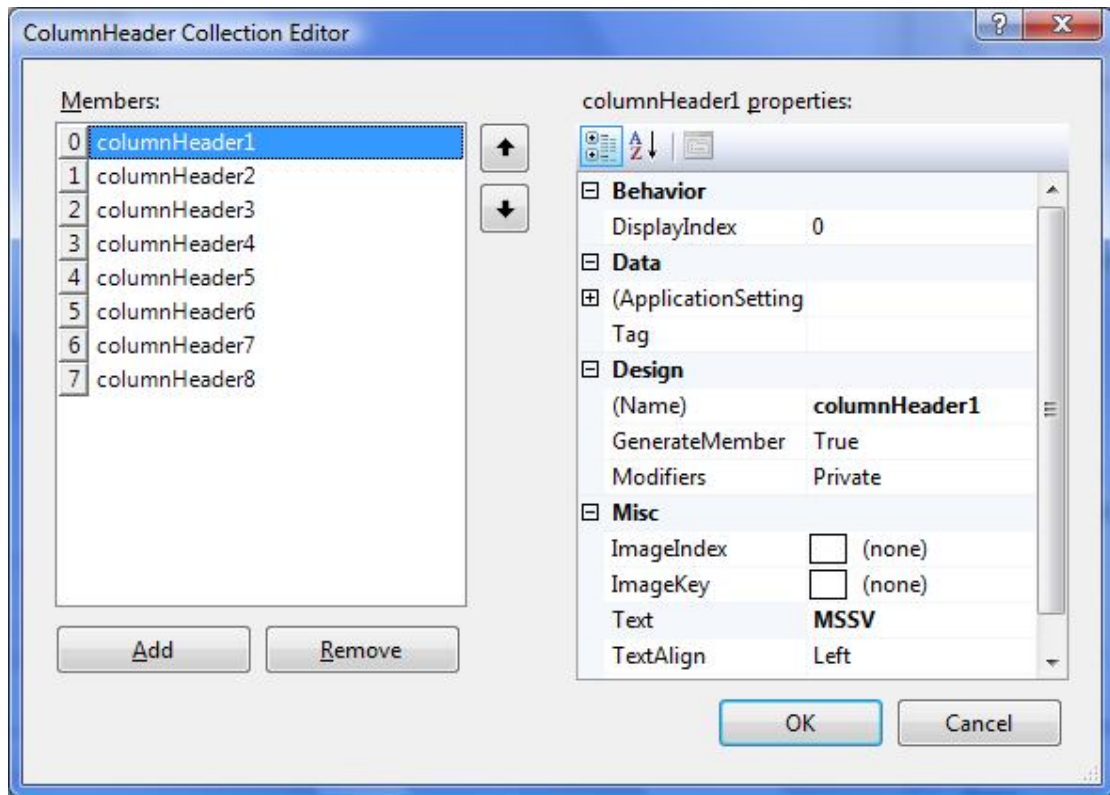 ColumnHeader Collection Editor
Members:
0 columnHeader1
1 columnHeader2
2 columnHeader3
3 columnHeader4
4 columnHeader5
5 columnHeader6
6 columnHeader7
7 columnHeader8
Add Remove
columnHeader1 properties:
Behavior
DisplayIndex 0
Data
(ApplicationSetting
Tag
Design
(Name) columnHeader1
GenerateMember True
Modifiers Private
Misc
ImageIndex (none)
ImageKey (none)
Text MSSV
TextAlign Left
OK Cancel